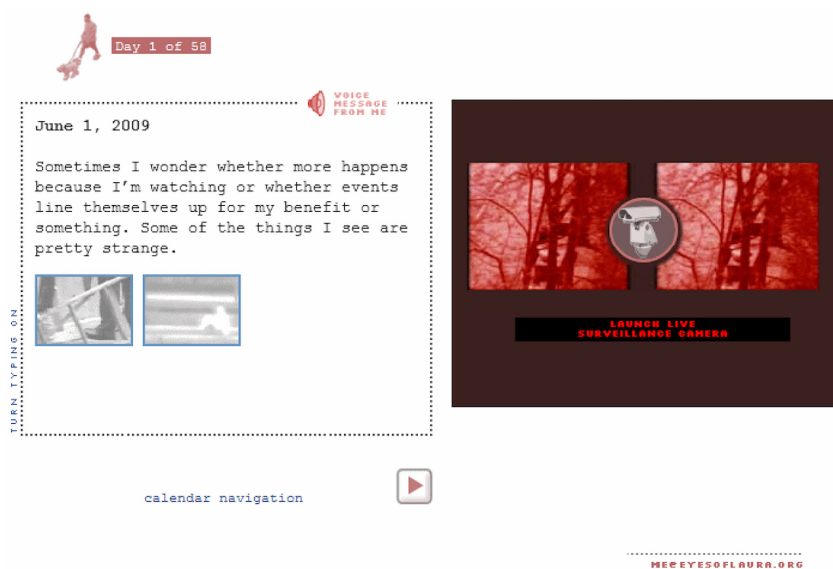 Day 1 of 58
VOICE
MESSAGE
FROM ME
June 1, 2009
Sometimes I wonder whether more happens
because I'm watching or whether events
line themselves up for my benefit or
something. Some of the things I see are
pretty strange.
TURN TYPING ON
LAUNCH LIVE
SURVEILLANCE CAMERA
calendar navigation
ME@EYESOFLAURA.ORG